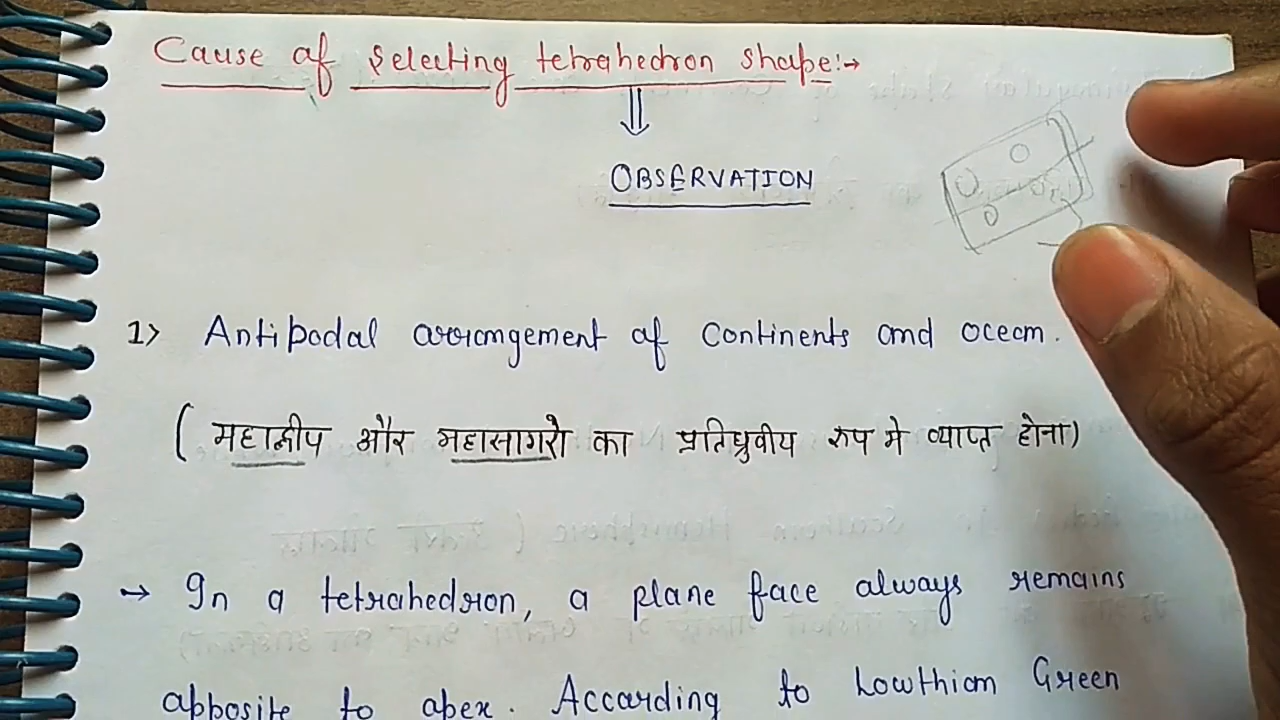 Cause of selecting tetrahedron shape:→
OBSERVATION
1> Antipodal arrangement of continents and ocean.
( महाद्वीप और महासागरो का प्रतिध्रुवीय रुप मे व्याप्त होना)
→ In a tetrahedron, a plane face always remains
opposite to apex. According to Lowthian Green